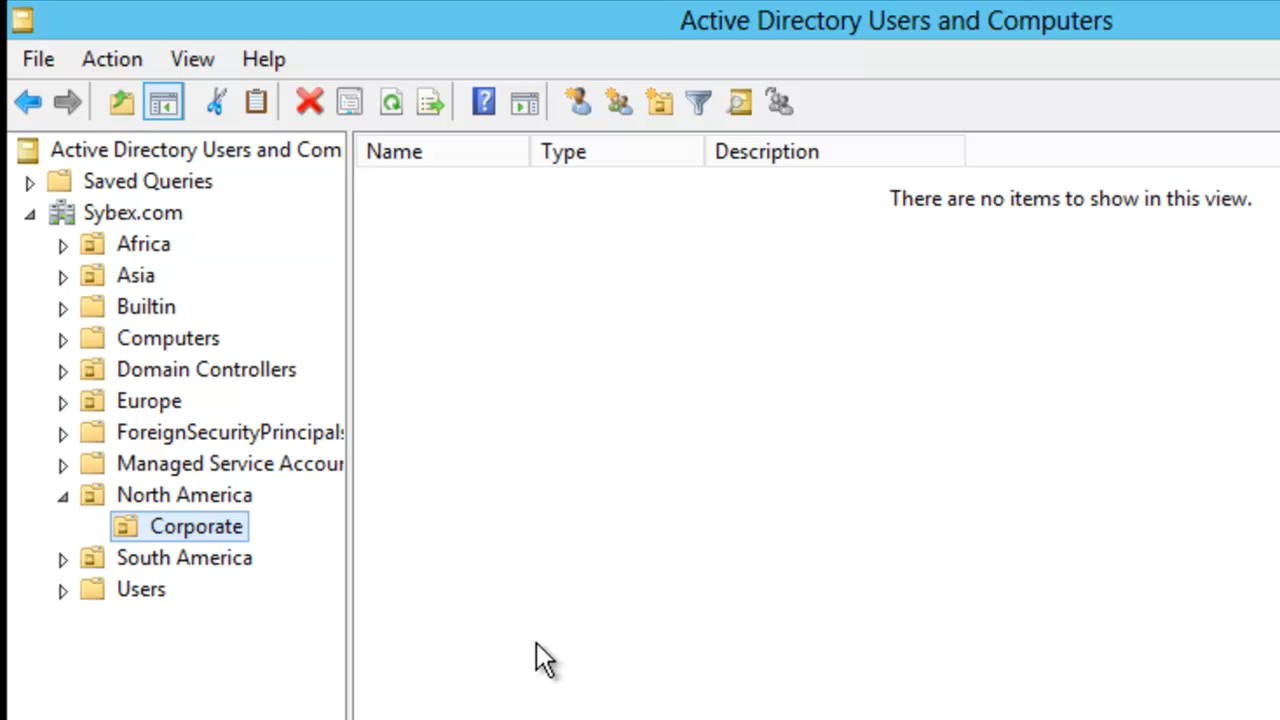 Active Directory Users and Computers
File Action View Help
Active Directory Users and Com
Name Type Description
Saved Queries
There are no items to show in this view.
Sybex.com
Africa
Asia
Builtin
Computers
Domain Controllers
Europe
ForeignSecurityPrincipals
Managed Service Accour
North America
Corporate
South America
Users